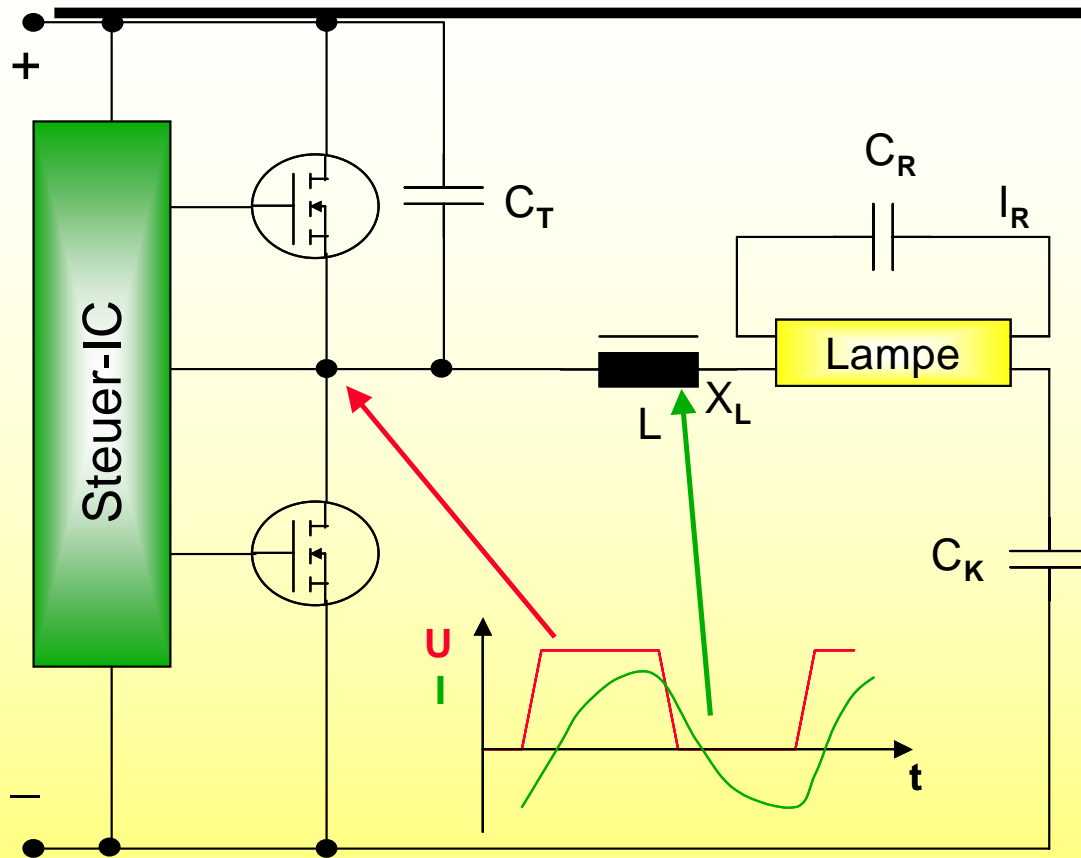 +
C_R
I_R
C_T
Steuer-IC
Lampe
L
X_L
C_K
U
I
t
–